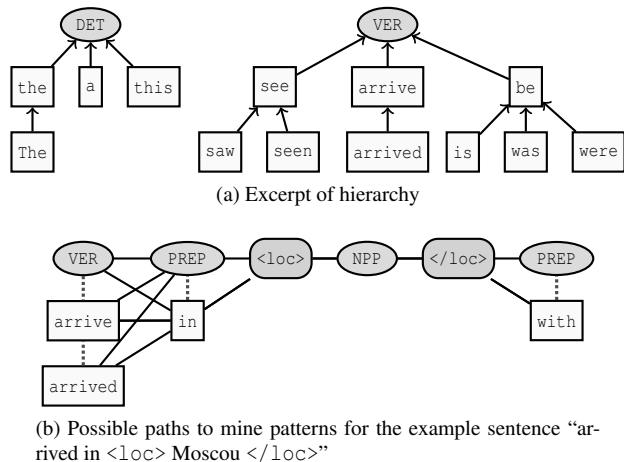 DET VER
the a this see arrive be
The saw seen arrived is was were
(a) Excerpt of hierarchy
VER PREP <loc> NPP </loc> PREP
arrive in with
arrived
(b) Possible paths to mine patterns for the example sentence “ar-
rived in <loc> Moscou </loc>”